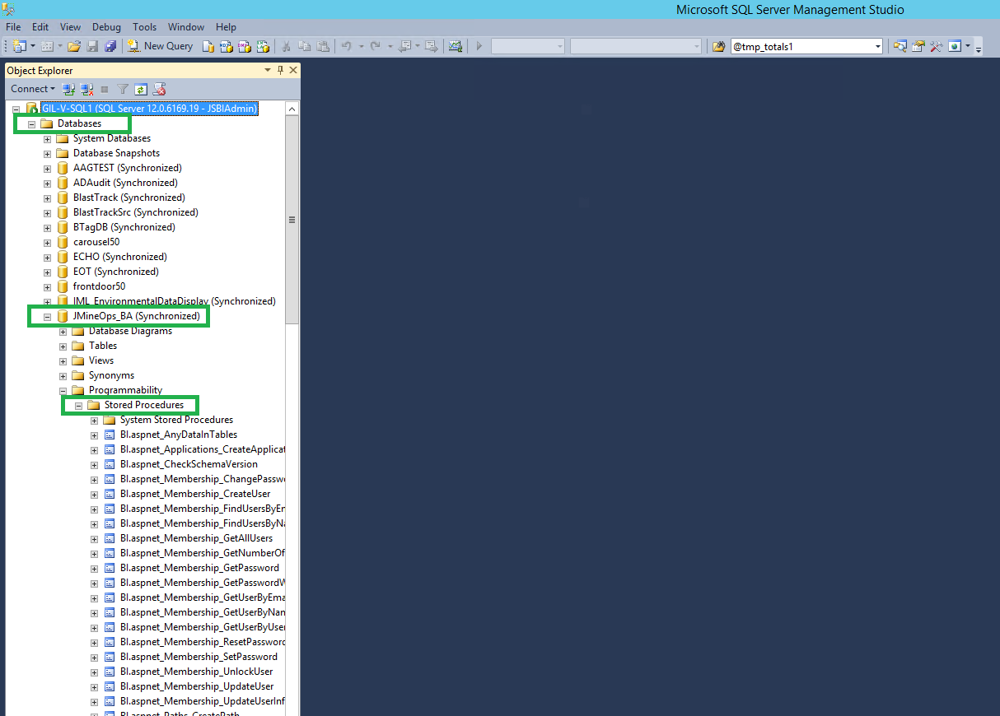 Microsoft SQL Server Management Studio
File Edit View Debug Tools Window Help
New Query @tmp_totals1
Object Explorer
Connect
GIL-V-SQL1 (SQL Server 12.0.6169.19 - JSBIAdmin)
Databases
System Databases
Database Snapshots
AAGTEST (Synchronized)
ADAudit (Synchronized)
BlastTrack (Synchronized)
BlastTrackSrc (Synchronized)
BTagDB (Synchronized)
carousel50
ECHO (Synchronized)
EOT (Synchronized)
frontdoor50
JML_EnvironmentalDataDisplay (Synchronized)
JMineOps_BA (Synchronized)
Database Diagrams
Tables
Views
Synonyms
Programmability
Stored Procedures
System Stored Procedures
BI.aspnet_AnyDataInTables
BI.aspnet_Applications_CreateApplicat
BI.aspnet_CheckSchemaVersion
BI.aspnet_Membership_ChangePasswo
BI.aspnet_Membership_CreateUser
BI.aspnet_Membership_FindUsersByEm
BI.aspnet_Membership_FindUsersByNa
BI.aspnet_Membership_GetAllUsers
BI.aspnet_Membership_GetNumberOf
BI.aspnet_Membership_GetPassword
BI.aspnet_Membership_GetPasswordW
BI.aspnet_Membership_GetUserByEma
BI.aspnet_Membership_GetUserByNam
BI.aspnet_Membership_GetUserByUser
BI.aspnet_Membership_ResetPassword
BI.aspnet_Membership_SetPassword
BI.aspnet_Membership_UnlockUser
BI.aspnet_Membership_UpdateUser
BI.aspnet_Membership_UpdateUserInf
BI.aspnet_Paths_CreatePath